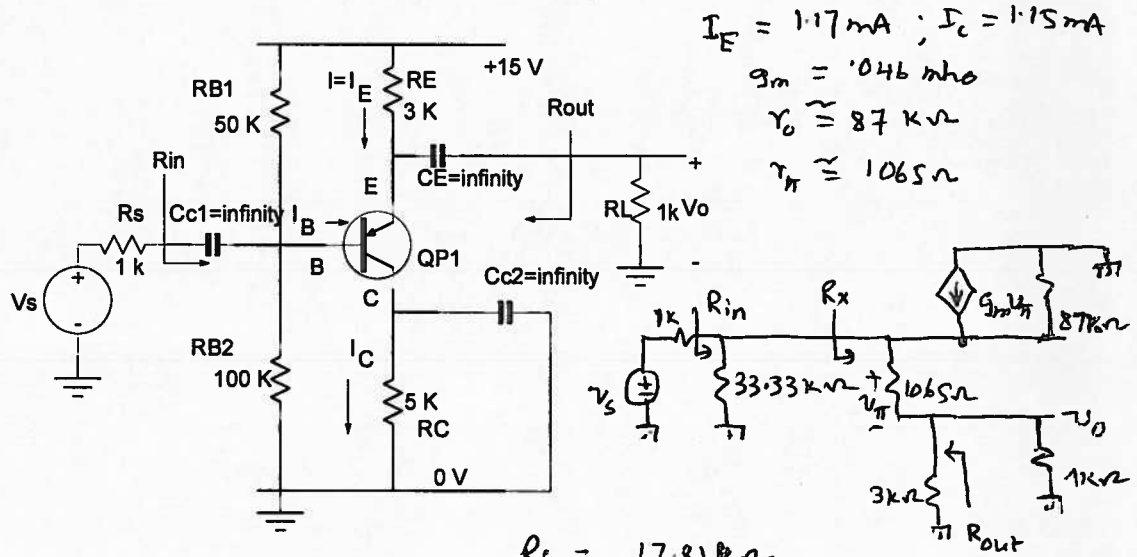 I_E = 1.17 mA ; I_c = 1.15 mA
g_m = .046 mho
r_o ≅ 87 KΩ
r_π ≅ 1065 Ω
+15 V
RB1
50 K
I=I_E
RE
3 K
Rout
Rin
CE=infinity
+
E
RL
1k
Vo
-
Rs
1 k
Cc1=infinity
I_B
B
QP1
C
Cc2=infinity
Vs
+
-
RB2
100 K
I_C
5 K
RC
0 V
1k
Rin
Rx
g_m v_π
87KΩ
v_s
+
-
33.33KΩ
+
v_π
-
1065Ω
v_o
3KΩ
1KΩ
Rout